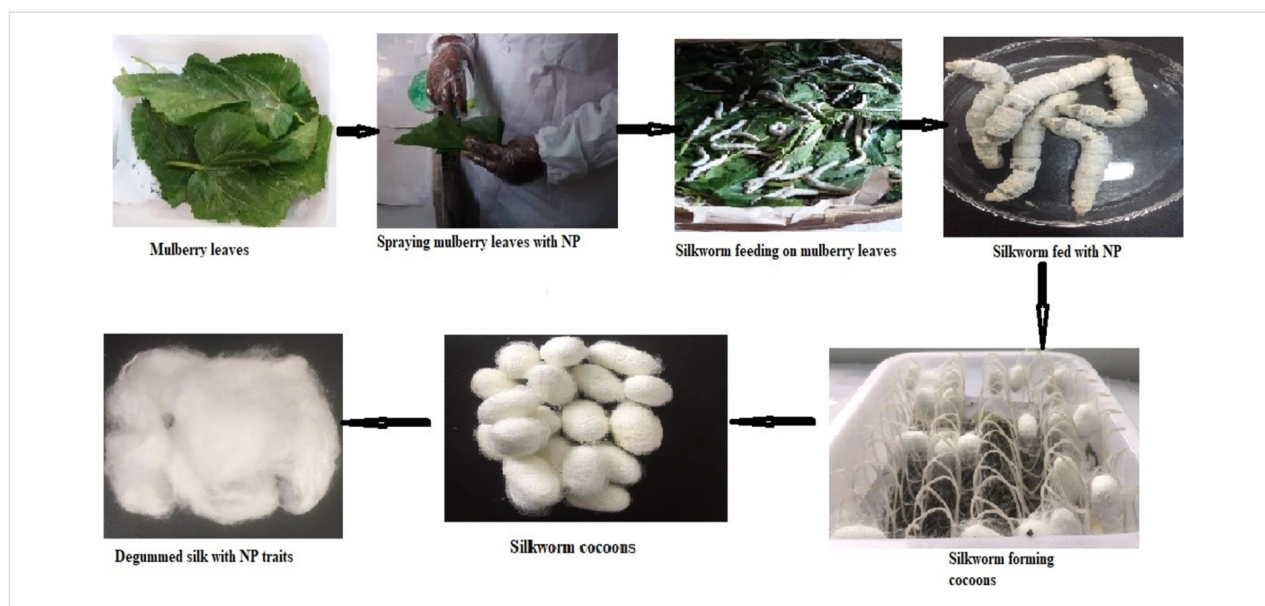 Mulberry leaves
Spraying mulberry leaves with NP
Silkworm feeding on mulberry leaves
Silkworm fed with NP
Silkworm forming
cocoons
Silkworm cocoons
Degummed silk with NP traits